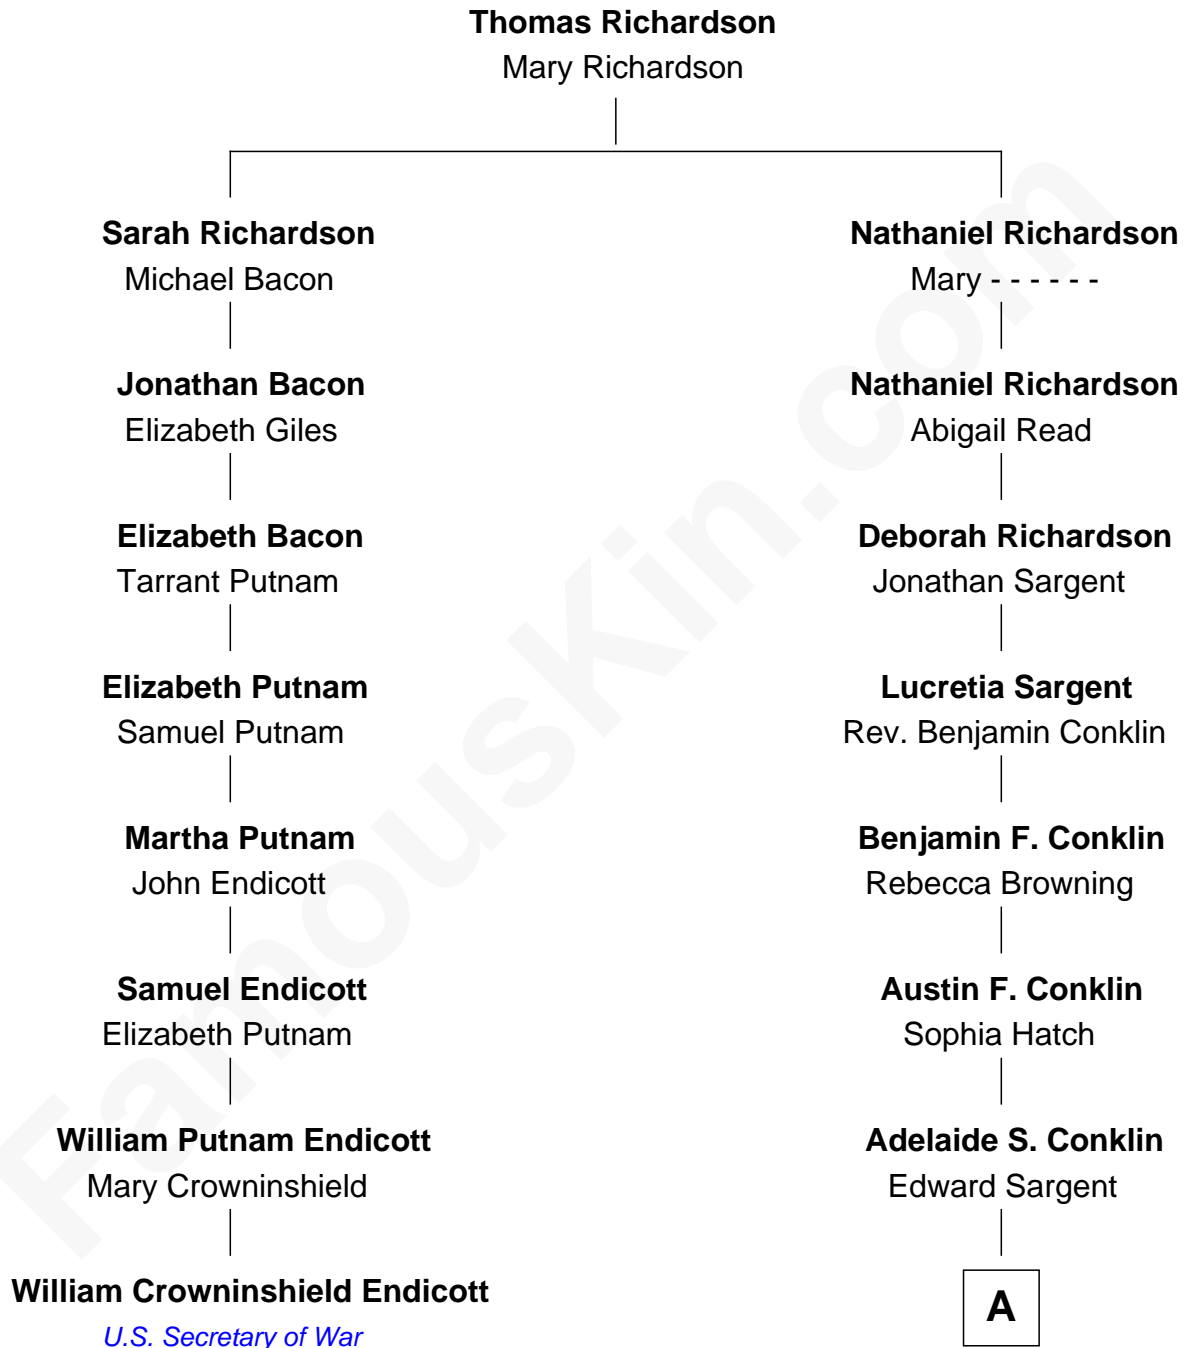 Thomas Richardson
Mary Richardson
Sarah Richardson
Michael Bacon
Jonathan Bacon
Elizabeth Giles
Elizabeth Bacon
Tarrant Putnam
Elizabeth Putnam
Samuel Putnam
Martha Putnam
John Endicott
Samuel Endicott
Elizabeth Putnam
William Putnam Endicott
Mary Crowninshield
William Crowninshield Endicott
U.S. Secretary of War
Nathaniel Richardson
Mary - - - - - -
Nathaniel Richardson
Abigail Read
Deborah Richardson
Jonathan Sargent
Lucretia Sargent
Rev. Benjamin Conklin
Benjamin F. Conklin
Rebecca Browning
Austin F. Conklin
Sophia Hatch
Adelaide S. Conklin
Edward Sargent
A
FamousKin.com